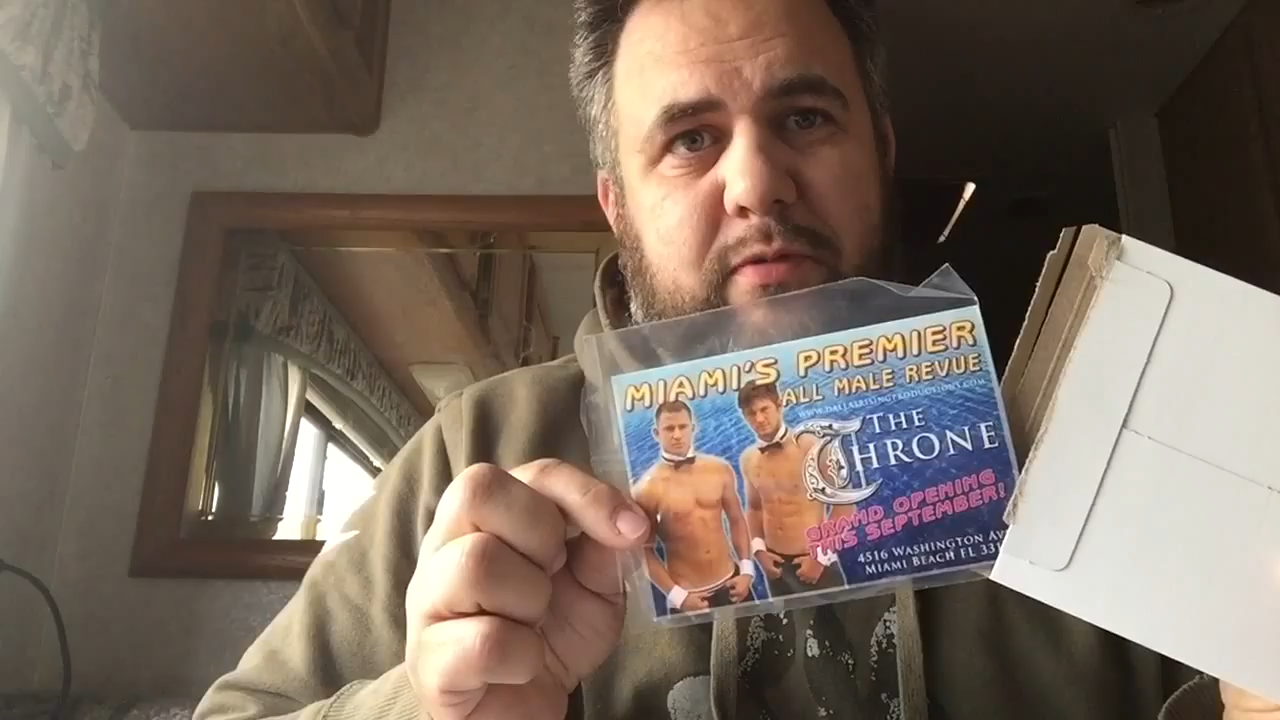 MIAMI'S PREMIER
ALL MALE REVUE
WWW.DALLASRISINGPRODUCTIONS.COM
THE
THRONE
GRAND OPENING
THIS SEPTEMBER!
4516 WASHINGTON AV
MIAMI BEACH FL 331